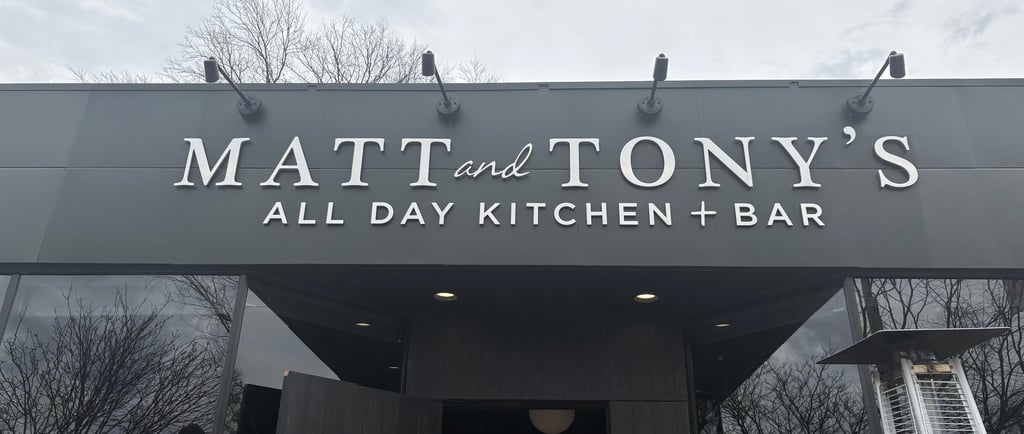 MATT and TONY'S
ALL DAY KITCHEN + BAR